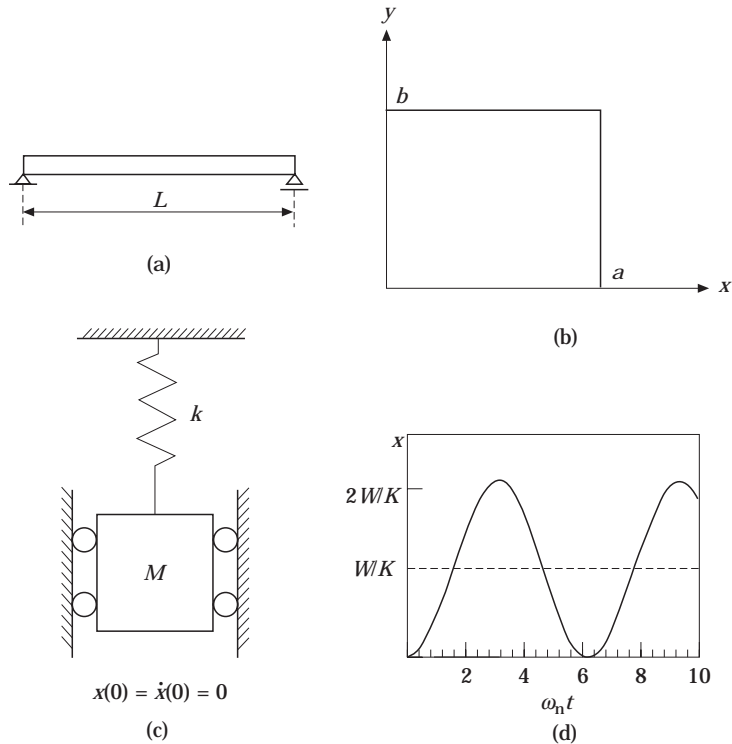 L
(a)
y
b
a
x
(b)
k
M
x(0) = ẋ(0) = 0
(c)
x
2W/K
W/K
2 4 6 8 10
ωₙt
(d)